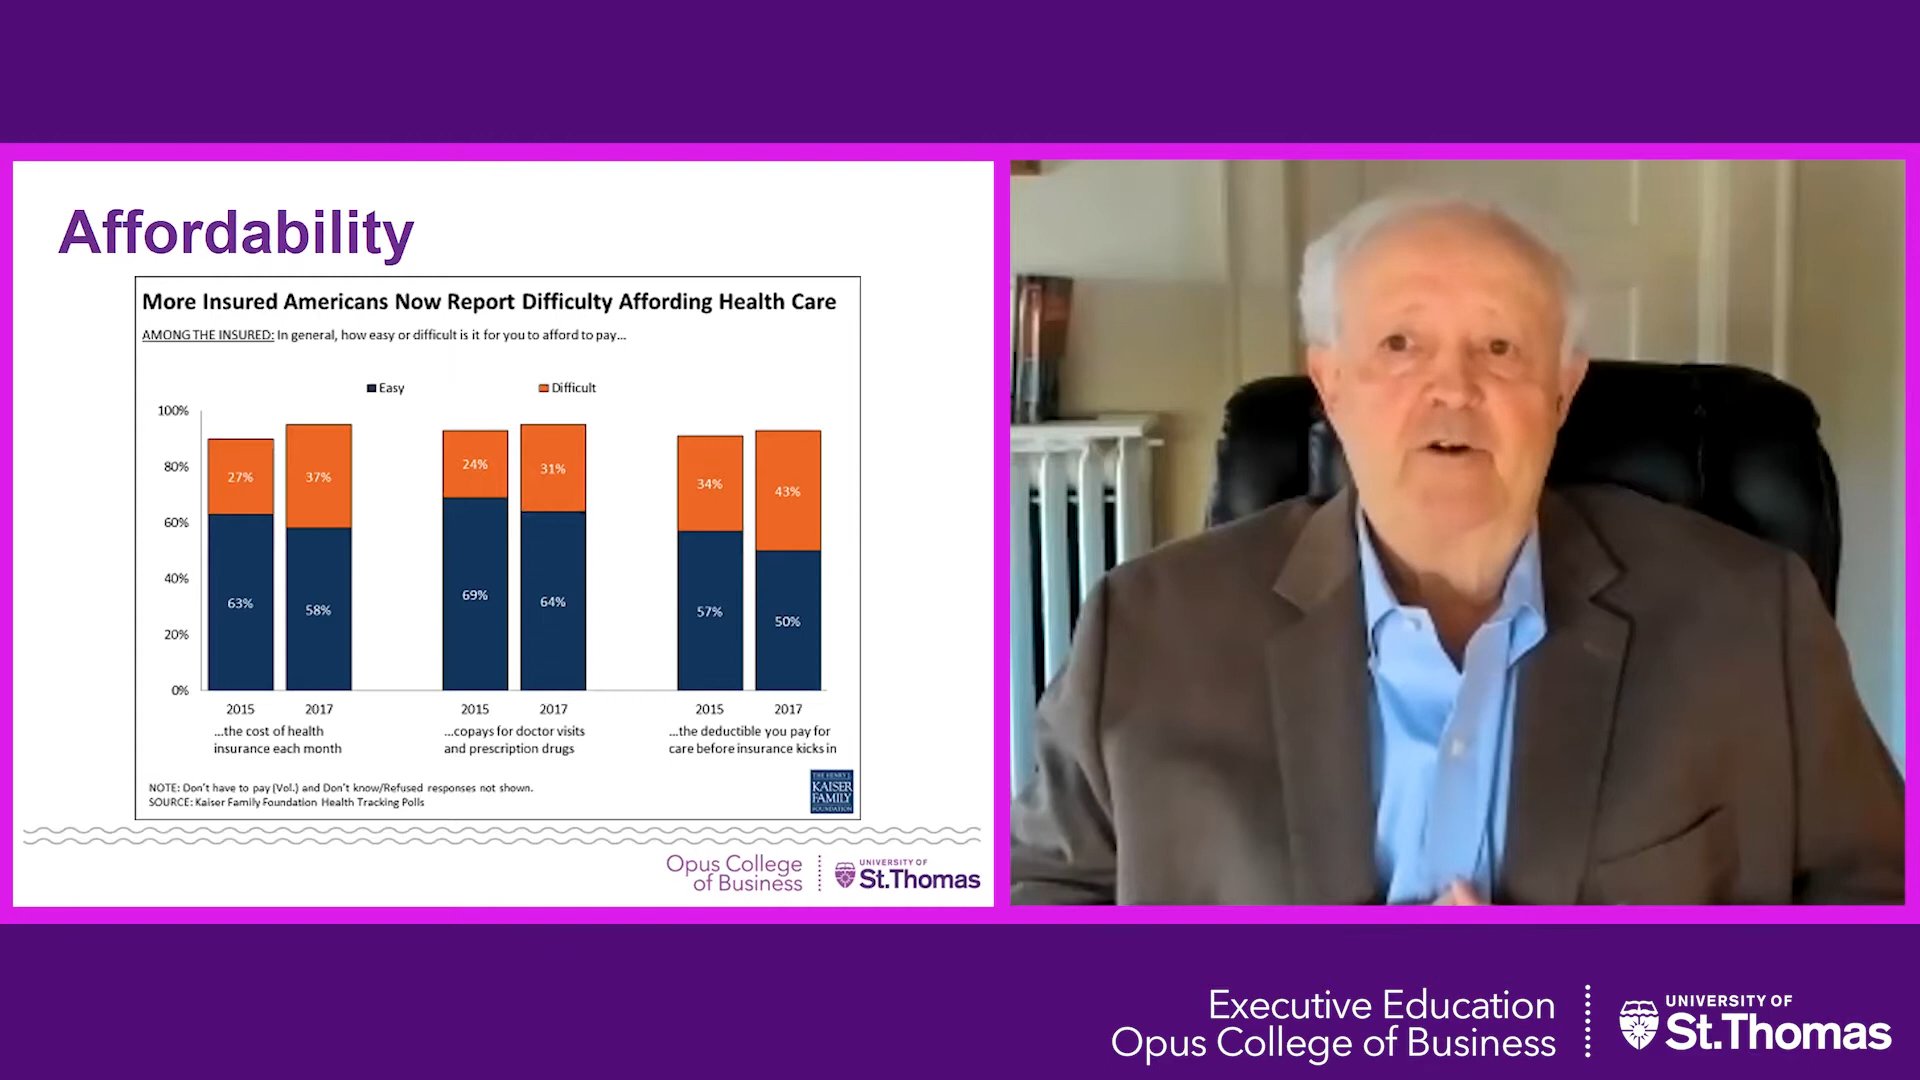 Affordability
More Insured Americans Now Report Difficulty Affording Health Care
AMONG THE INSURED: In general, how easy or difficult is it for you to afford to pay...
Easy
Difficult
100%
80%
60%
40%
20%
0%
27%
37%
24%
31%
34%
43%
63%
58%
69%
64%
57%
50%
2015
2017
2015
2017
2015
2017
...the cost of health
insurance each month
...copays for doctor visits
and prescription drugs
...the deductible you pay for
care before insurance kicks in
NOTE: Don't have to pay (Vol.) and Don't know/Refused responses not shown.
SOURCE: Kaiser Family Foundation Health Tracking Polls
THE HENRY J.
KAISER
FAMILY
FOUNDATION
Opus College
of Business
UNIVERSITY OF
St.Thomas
Executive Education
Opus College of Business
UNIVERSITY OF
St.Thomas